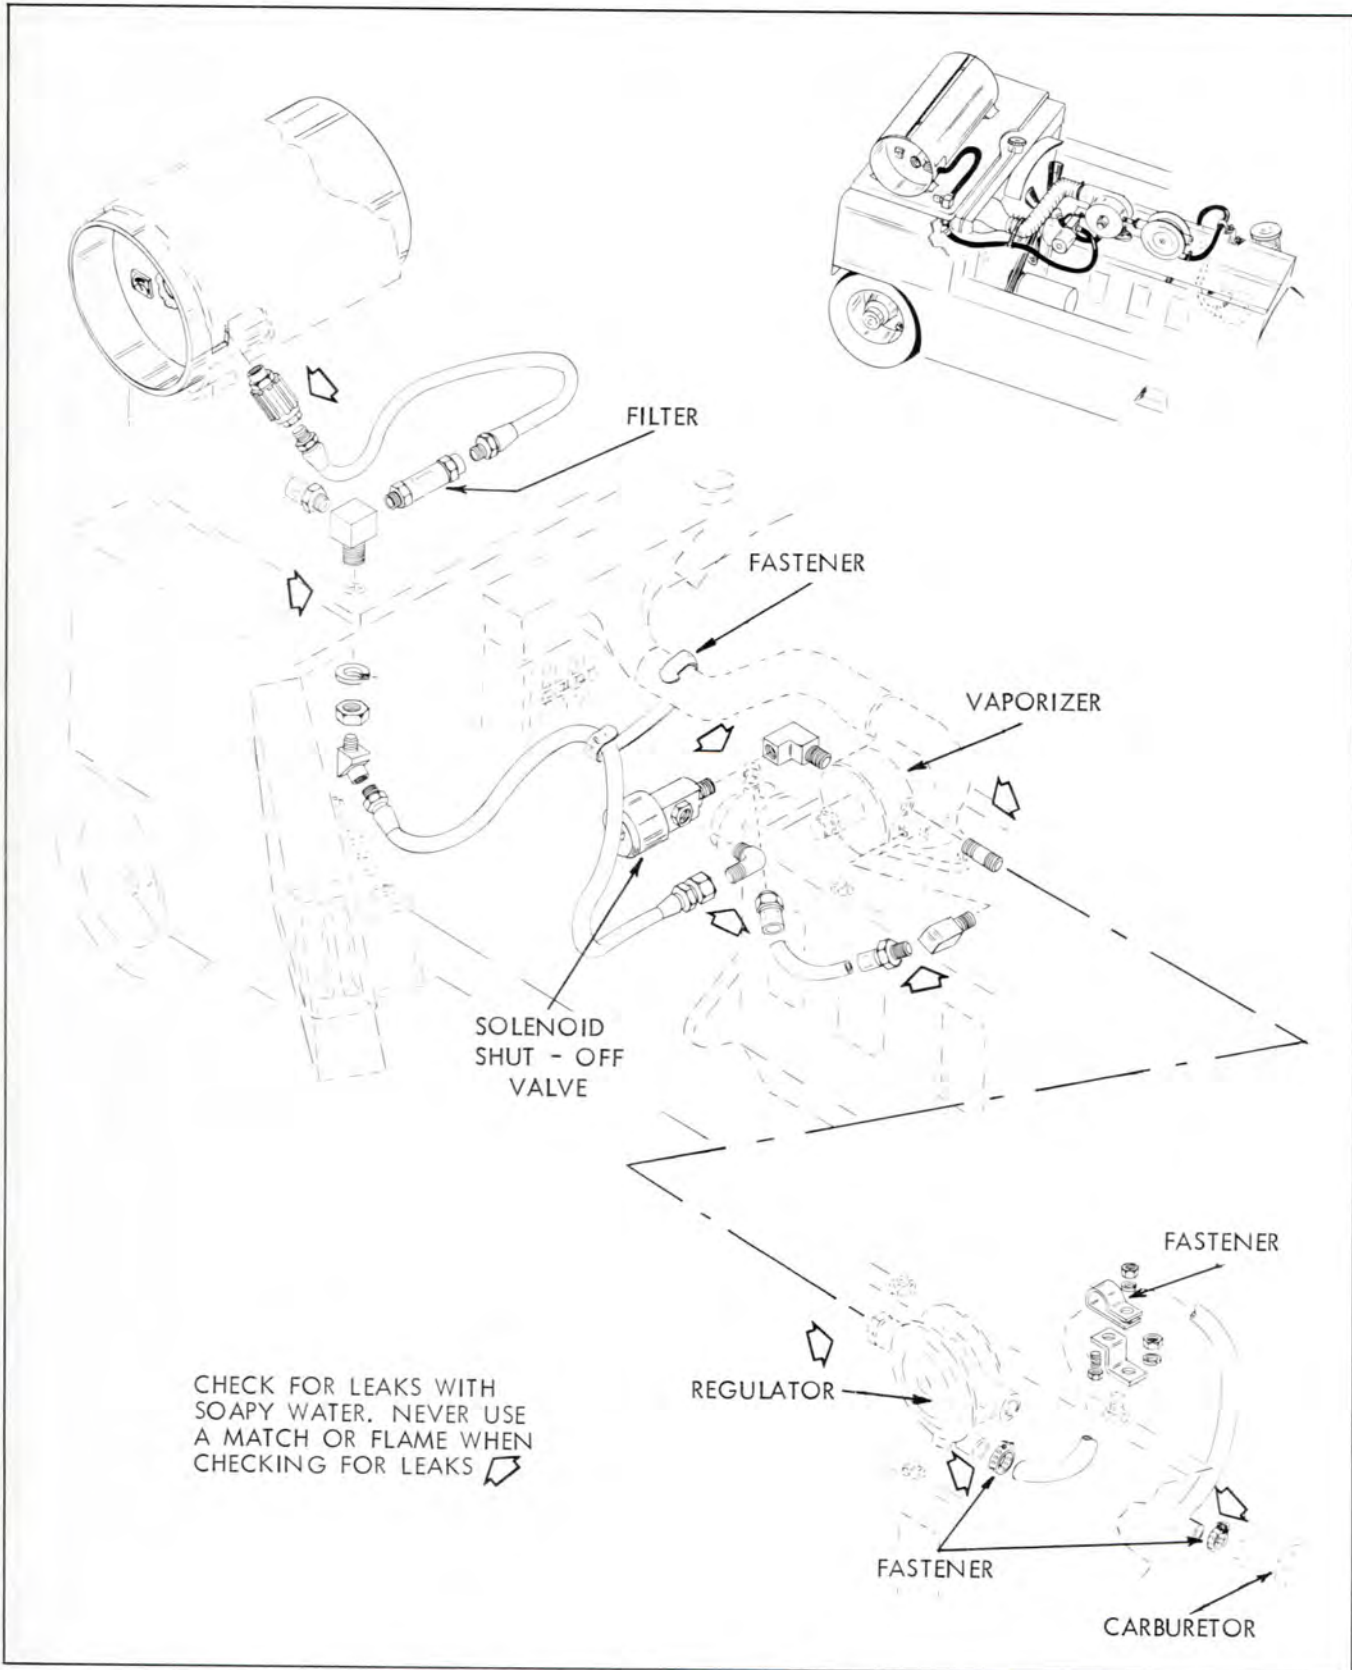 FILTER
FASTENER
VAPORIZER
SOLENOID
SHUT - OFF
VALVE
FASTENER
REGULATOR
CHECK FOR LEAKS WITH
SOAPY WATER. NEVER USE
A MATCH OR FLAME WHEN
CHECKING FOR LEAKS
FASTENER
CARBURETOR